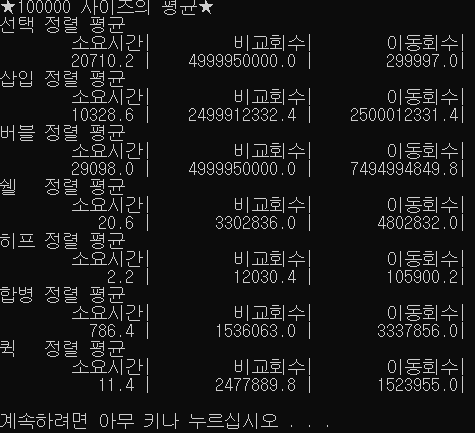 ★100000 사이즈의 평균★
선택 정렬 평균
소요시간| 비교회수| 이동회수|
20710.2 | 4999950000.0 | 299997.0|
삽입 정렬 평균
소요시간| 비교회수| 이동회수|
10328.6 | 2499912332.4 | 2500012331.4|
버블 정렬 평균
소요시간| 비교회수| 이동회수|
29098.0 | 4999950000.0 | 7494994849.8|
쉘 정렬 평균
소요시간| 비교회수| 이동회수|
20.6 | 3302836.0 | 4802832.0|
히프 정렬 평균
소요시간| 비교회수| 이동회수|
2.2 | 12030.4 | 105900.2|
합병 정렬 평균
소요시간| 비교회수| 이동회수|
786.4 | 1536063.0 | 3337856.0|
퀵 정렬 평균
소요시간| 비교회수| 이동회수|
11.4 | 2477889.8 | 1523955.0|
계속하려면 아무 키나 누르십시오 . . .